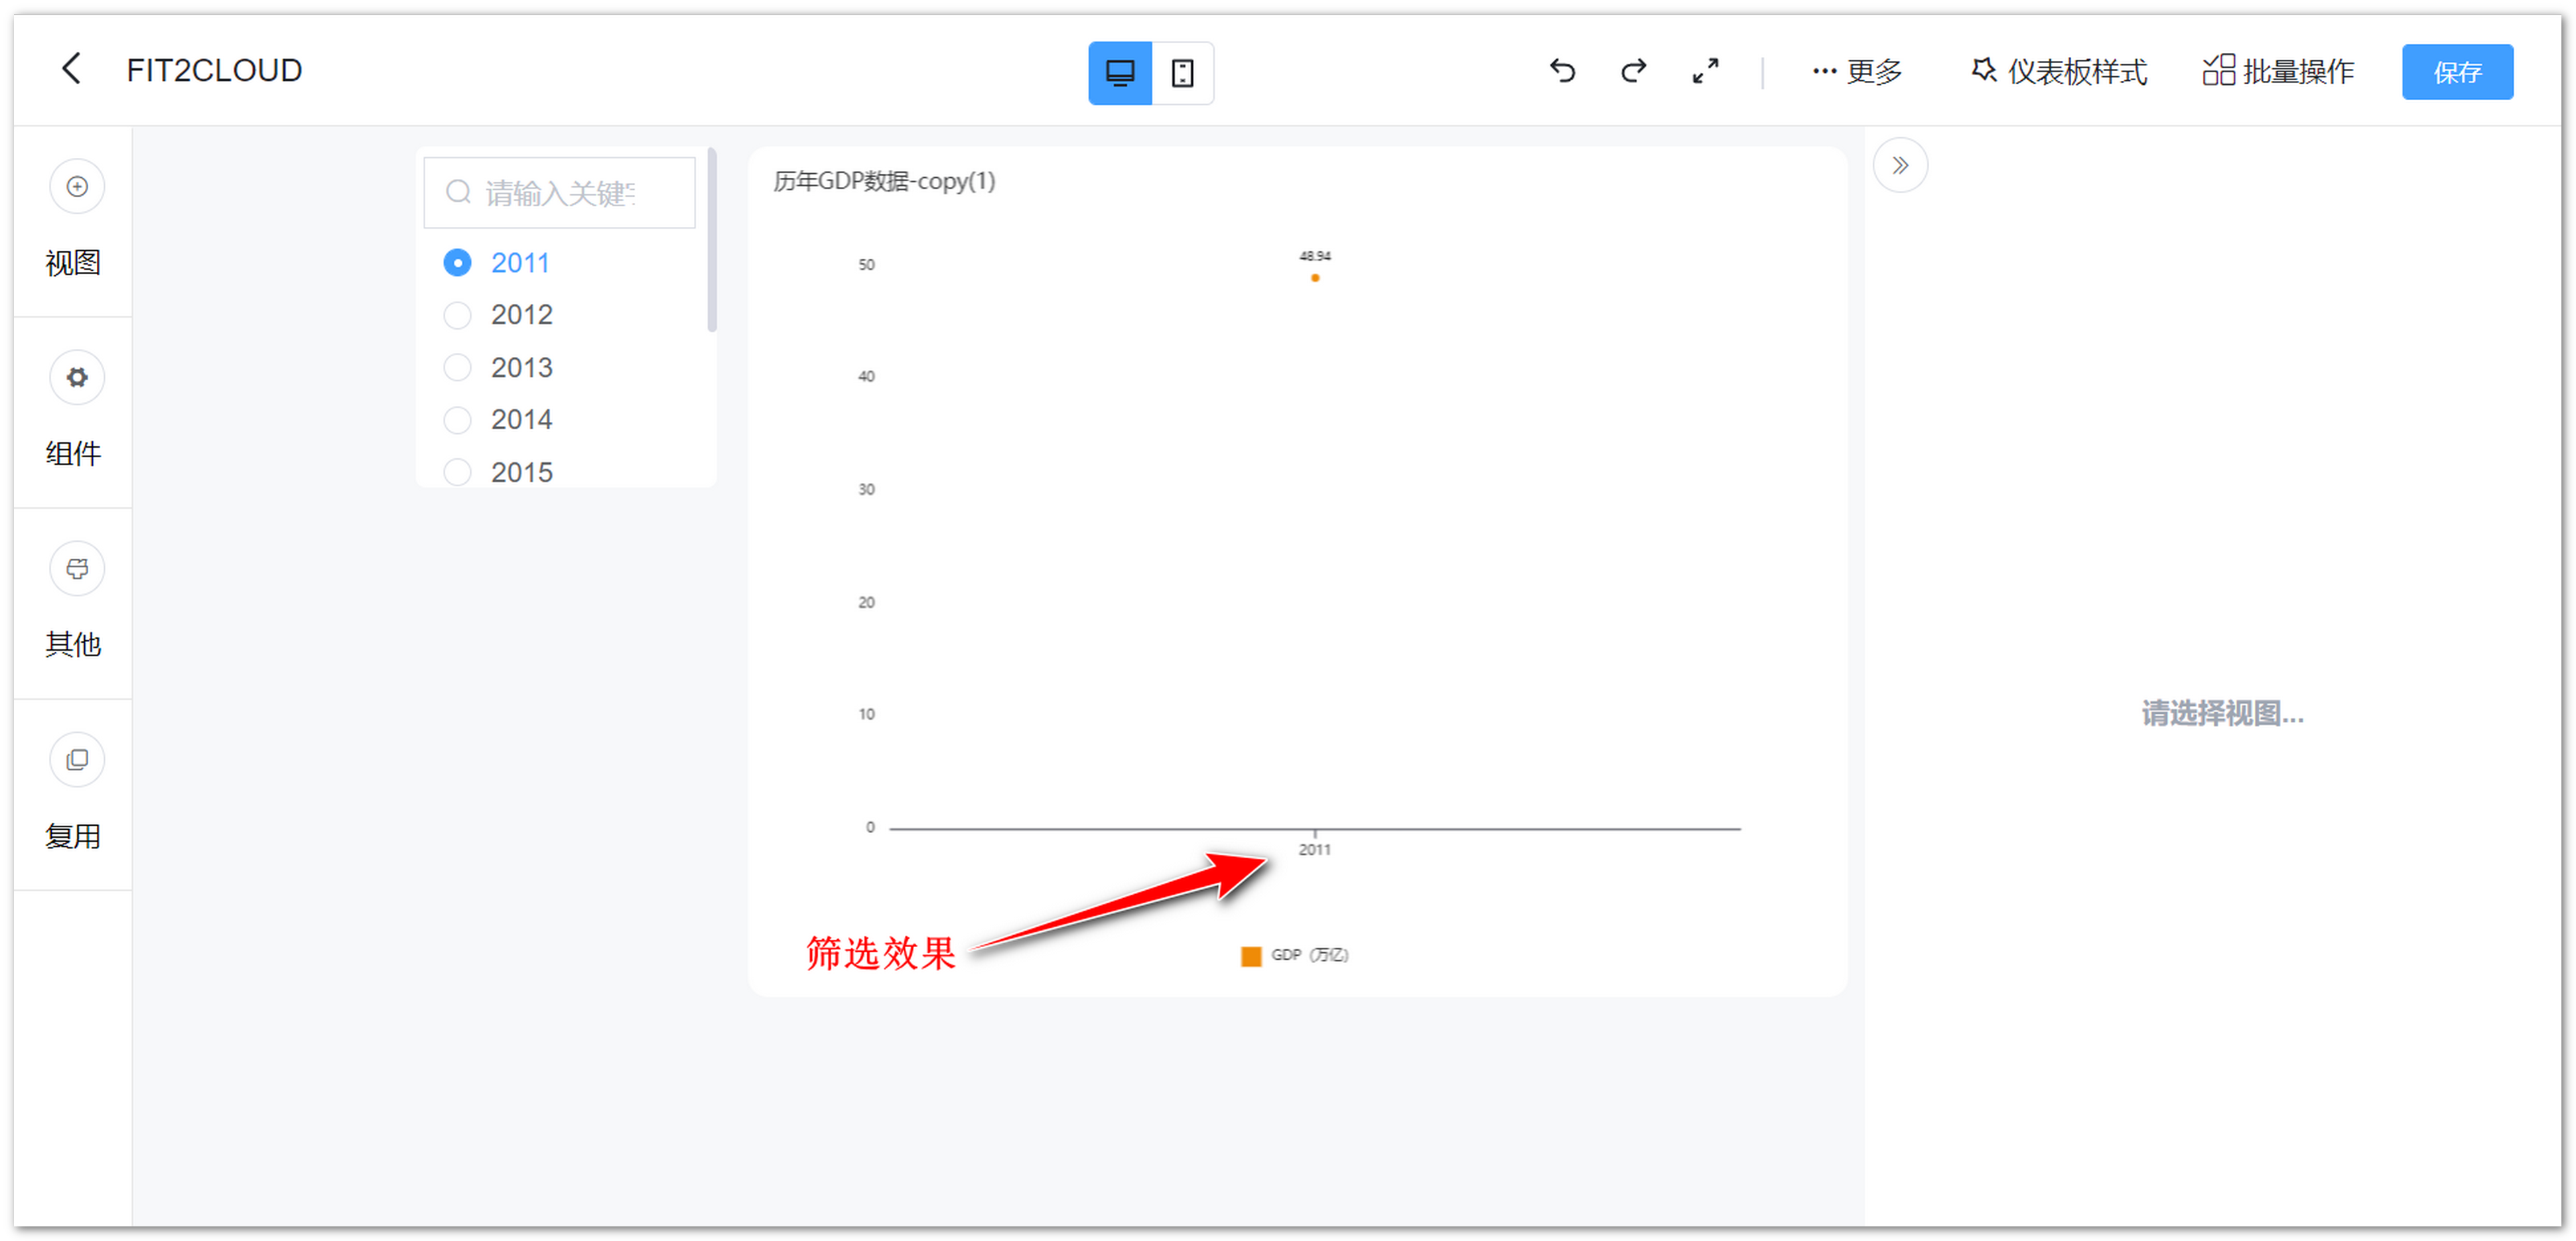 FIT2CLOUD
更多
仪表板样式
批量操作
保存
视图
组件
其他
复用
请输入关键
2011
2012
2013
2014
2015
历年GDP数据-copy(1)
48.94
50
40
30
20
10
0
2011
筛选效果
GDP（万亿）
请选择视图...